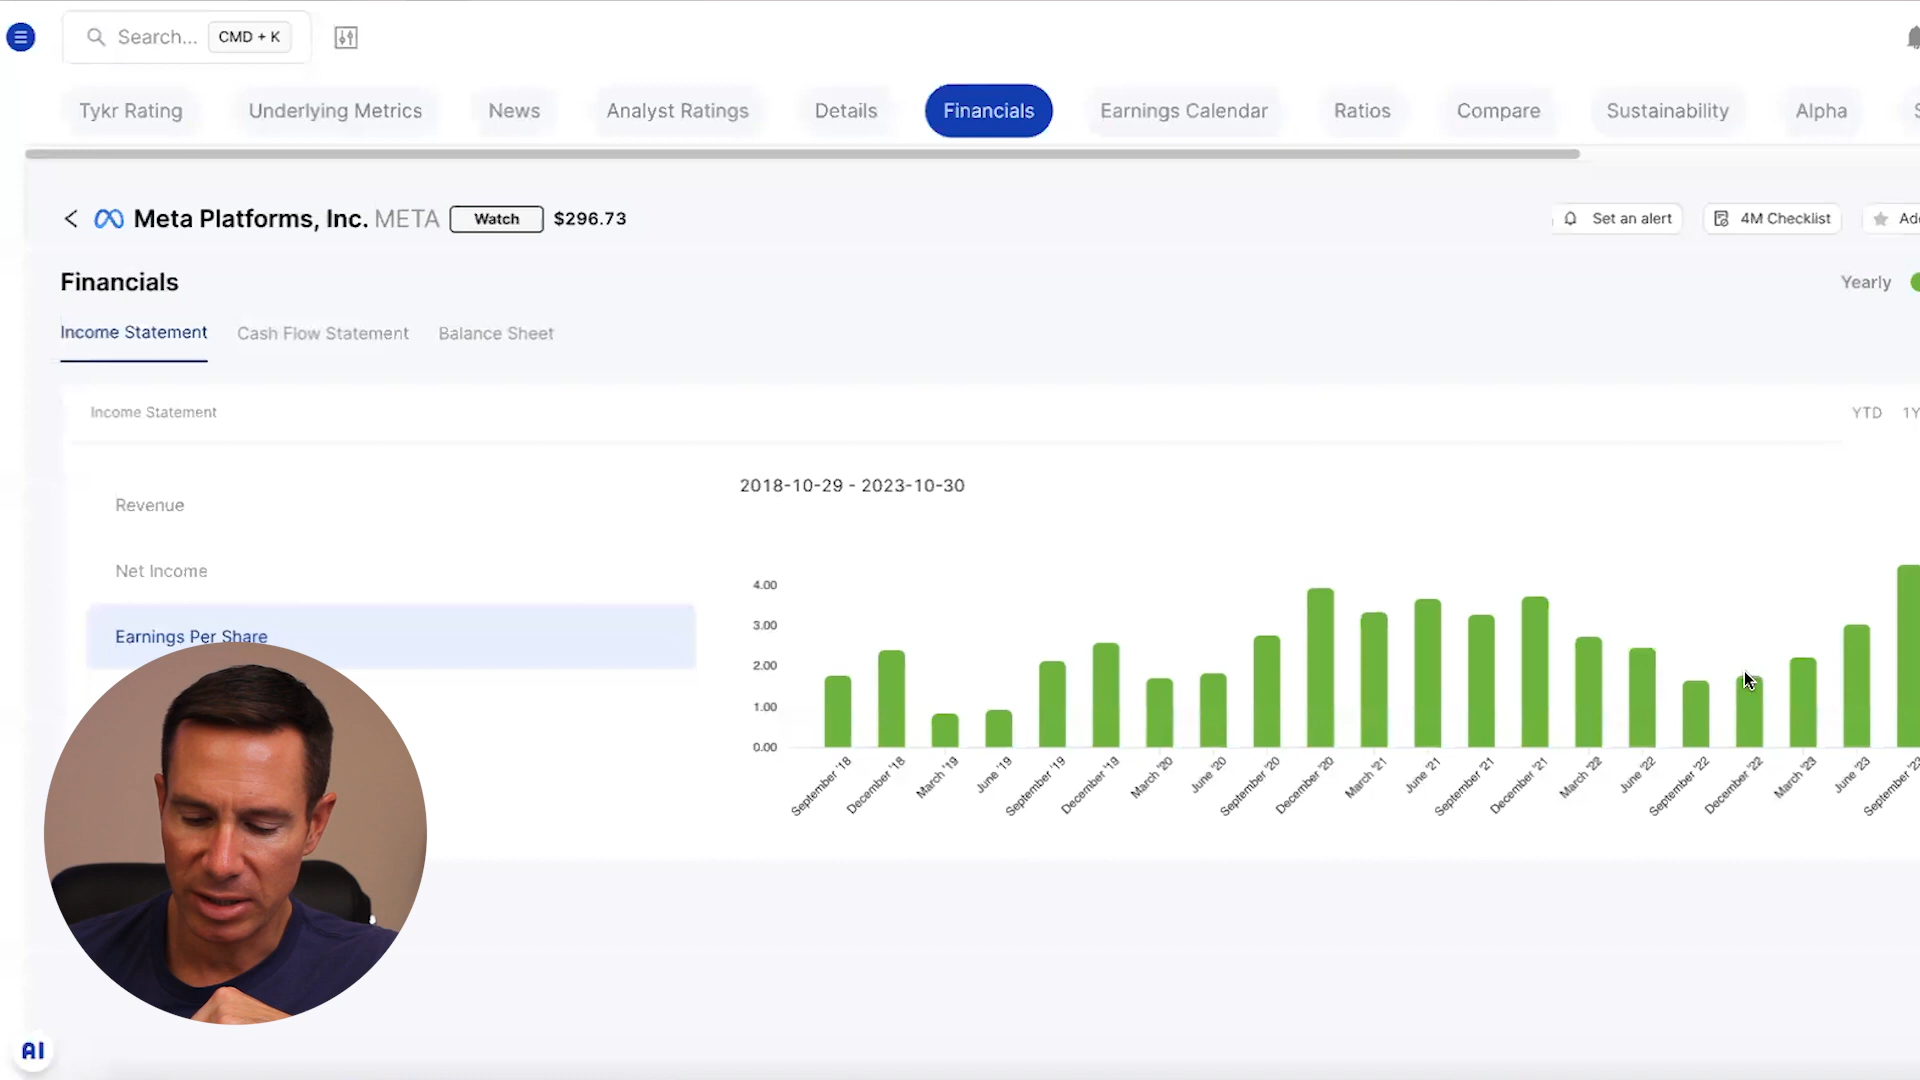 Search... CMD + K
Tykr Rating Underlying Metrics News Analyst Ratings Details Financials Earnings Calendar Ratios Compare Sustainability Alpha
Meta Platforms, Inc. META Watch $296.73 Set an alert 4M Checklist
Financials
Yearly
Income Statement Cash Flow Statement Balance Sheet
Income Statement
YTD 1Y
2018-10-29 - 2023-10-30
Revenue
Net Income
Earnings Per Share
4.00
3.00
2.00
1.00
0.00
September '18 December '18 March '19 June '19 September '19 December '19 March '20 June '20 September '20 December '20 March '21 June '21 September '21 December '21 March '22 June '22 September '22 December '22 March '23 June '23 September '23
AI